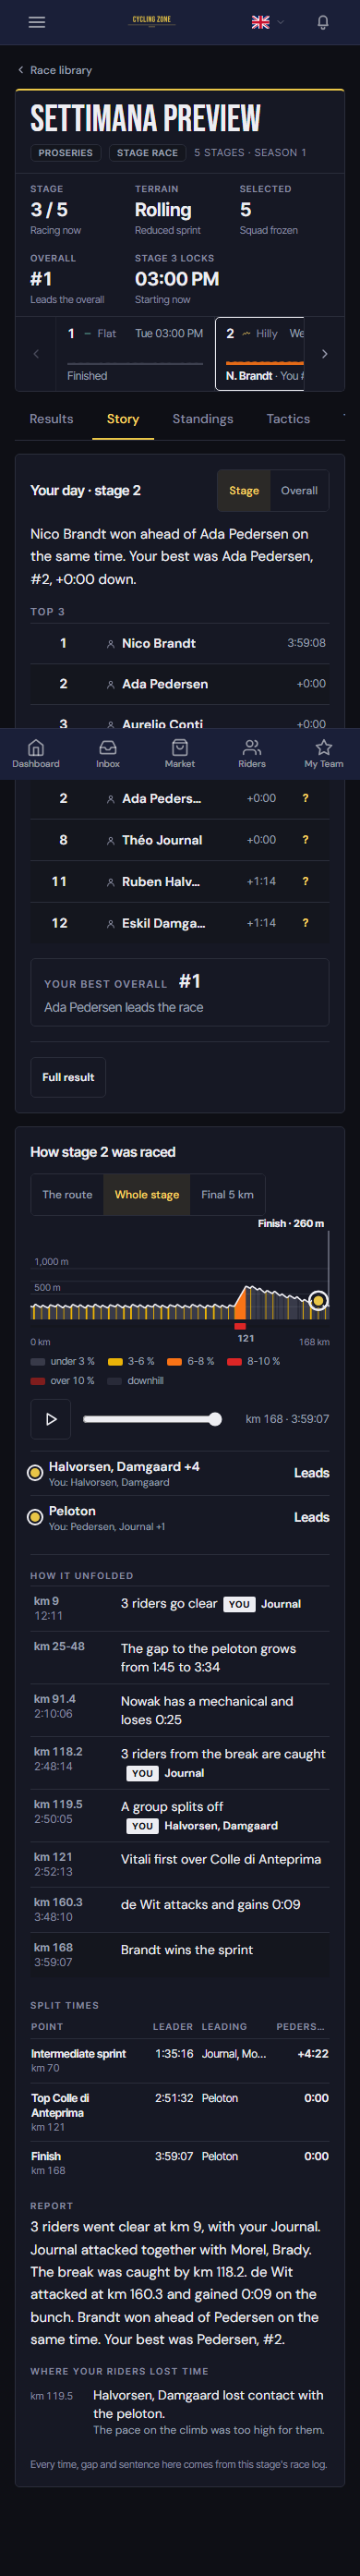 CYCLING ZONE
Race library
SETTIMANA PREVIEW
PROSERIES STAGE RACE 5 STAGES · SEASON 1
STAGE TERRAIN SELECTED
3 / 5 Rolling 5
Racing now Reduced sprint Squad frozen
OVERALL STAGE 3 LOCKS
#1 03:00 PM
Leads the overall Starting now
1 Flat Tue 03:00 PM
Finished
2 Hilly We
N. Brandt · You #
Results Story Standings Tactics
Your day · stage 2
Stage Overall
Nico Brandt won ahead of Ada Pedersen on
the same time. Your best was Ada Pedersen,
#2, +0:00 down.
TOP 3
1 Nico Brandt 3:59:08
2 Ada Pedersen +0:00
3 Aurelio Conti +0:00
Dashboard Inbox Market Riders My Team
2 Ada Peders... +0:00 ?
8 Théo Journal +0:00 ?
11 Ruben Halv... +1:14 ?
12 Eskil Damga... +1:14 ?
YOUR BEST OVERALL #1
Ada Pedersen leads the race
Full result
How stage 2 was raced
The route Whole stage Final 5 km
Finish · 260 m
1,000 m
500 m
121
0 km 168 km
under 3 % 3-6 % 6-8 % 8-10 %
over 10 % downhill
km 168 · 3:59:07
Halvorsen, Damgaard +4 Leads
You: Halvorsen, Damgaard
Peloton Leads
You: Pedersen, Journal +1
HOW IT UNFOLDED
km 9 3 riders go clear YOU Journal
12:11
km 25-48 The gap to the peloton grows
from 1:45 to 3:34
km 91.4 Nowak has a mechanical and
2:10:06 loses 0:25
km 118.2 3 riders from the break are caught
2:48:14 YOU Journal
km 119.5 A group splits off
2:50:05 YOU Halvorsen, Damgaard
km 121 Vitali first over Colle di Anteprima
2:52:13
km 160.3 de Wit attacks and gains 0:09
3:48:10
km 168 Brandt wins the sprint
3:59:07
SPLIT TIMES
POINT LEADER LEADING PEDERS...
Intermediate sprint 1:35:16 Journal, Mo... +4:22
km 70
Top Colle di 2:51:32 Peloton 0:00
Anteprima
km 121
Finish 3:59:07 Peloton 0:00
km 168
REPORT
3 riders went clear at km 9, with your Journal.
Journal attacked together with Morel, Brady.
The break was caught by km 118.2. de Wit
attacked at km 160.3 and gained 0:09 on the
bunch. Brandt won ahead of Pedersen on the
same time. Your best was Pedersen, #2.
WHERE YOUR RIDERS LOST TIME
km 119.5 Halvorsen, Damgaard lost contact with
the peloton.
The pace on the climb was too high for them.
Every time, gap and sentence here comes from this stage's race log.